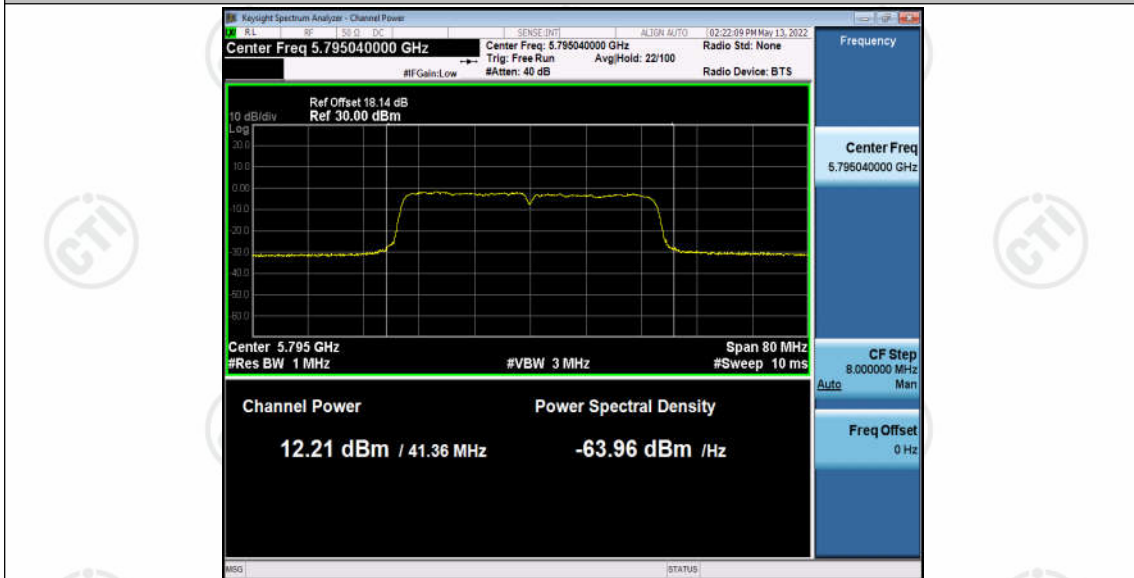 Keysight Spectrum Analyzer - Channel Power
RL RF 50 Ω DC SENSE:INT ALIGN AUTO 02:22:09 PM May 13, 2022
Center Freq 5.795040000 GHz
Center Freq: 5.795040000 GHz
Radio Std: None
Trig: Free Run Avg|Hold: 22/100
#IFGain:Low #Atten: 40 dB Radio Device: BTS
Frequency
Ref Offset 18.14 dB
10 dB/div Ref 30.00 dBm
Log
20.0
10.0
0.00
-10.0
-20.0
-30.0
-40.0
-50.0
-60.0
Center 5.795 GHz Span 80 MHz
#Res BW 1 MHz #VBW 3 MHz #Sweep 10 ms
Center Freq
5.795040000 GHz
CF Step
8.000000 MHz
Auto Man
Freq Offset
0 Hz
Channel Power Power Spectral Density
12.21 dBm / 41.36 MHz -63.96 dBm /Hz
MSG STATUS
CTI
CTI